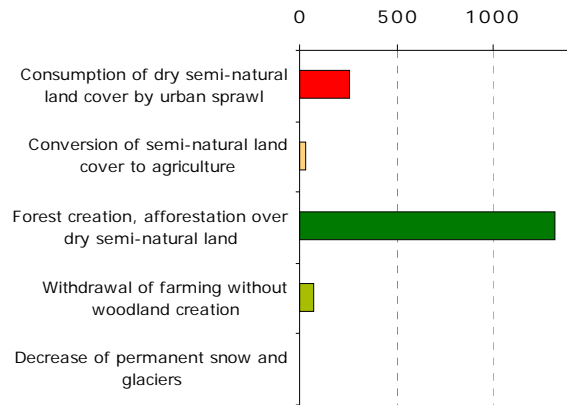 0 500 1000
Consumption of dry semi-natural
land cover by urban sprawl
Conversion of semi-natural land
cover to agriculture
Forest creation, afforestation over
dry semi-natural land
Withdrawal of farming without
woodland creation
Decrease of permanent snow and
glaciers